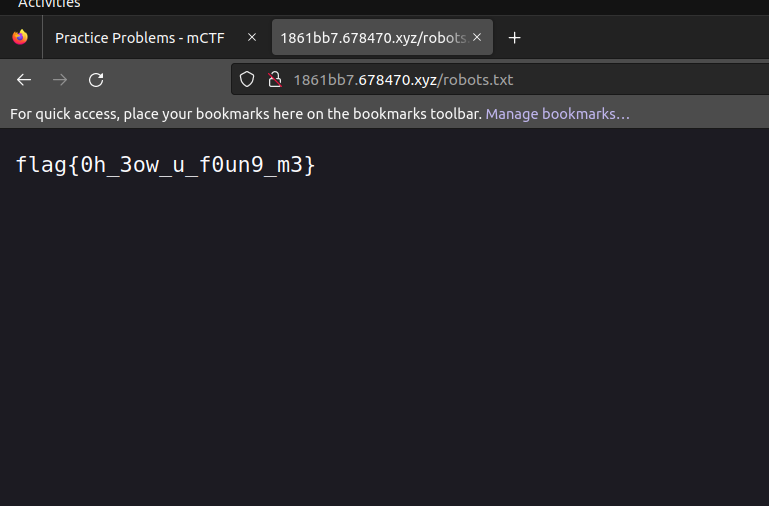 Activities
Practice Problems - mCTF
1861bb7.678470.xyz/robots.
1861bb7.678470.xyz/robots.txt
For quick access, place your bookmarks here on the bookmarks toolbar. Manage bookmarks…
flag{0h_3ow_u_f0un9_m3}